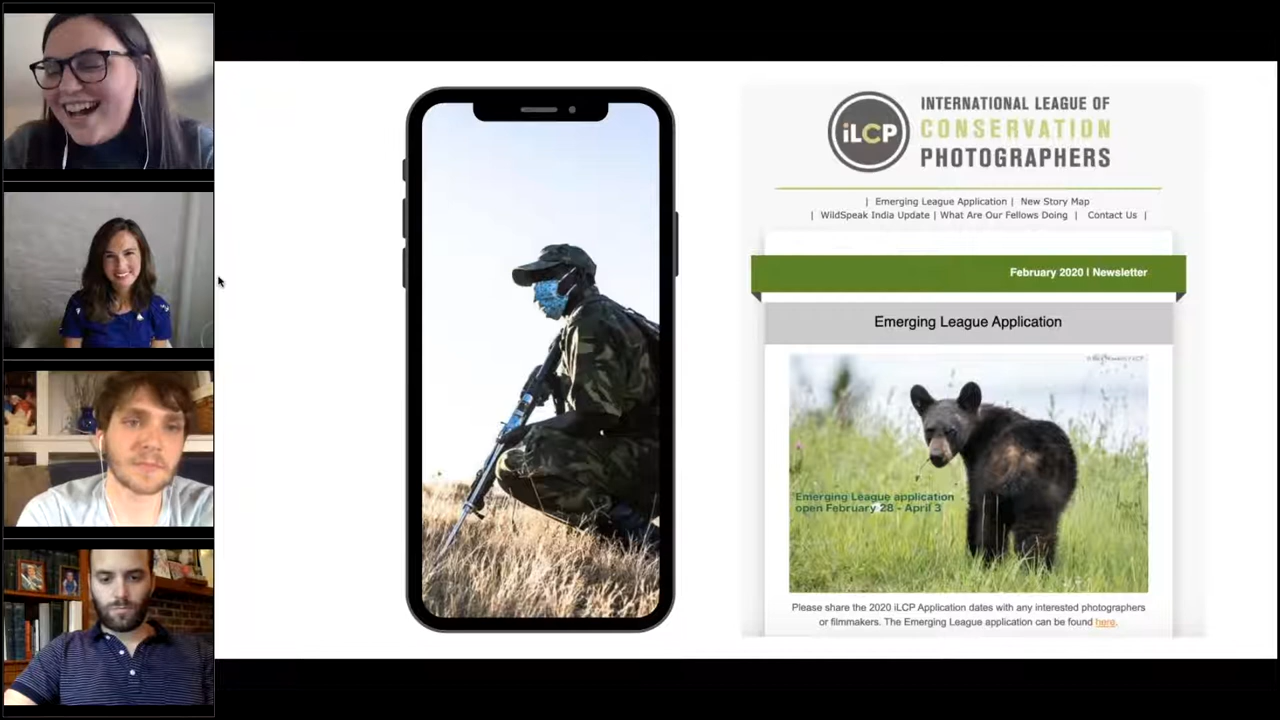 iLCP
INTERNATIONAL LEAGUE OF
CONSERVATION
PHOTOGRAPHERS
| Emerging League Application | New Story Map
| WildSpeak India Update | What Are Our Fellows Doing | Contact Us |
February 2020 I Newsletter
Emerging League Application
Emerging League application
open February 28 - April 3
Please share the 2020 iLCP Application dates with any interested photographers
or filmmakers. The Emerging League application can be found here.